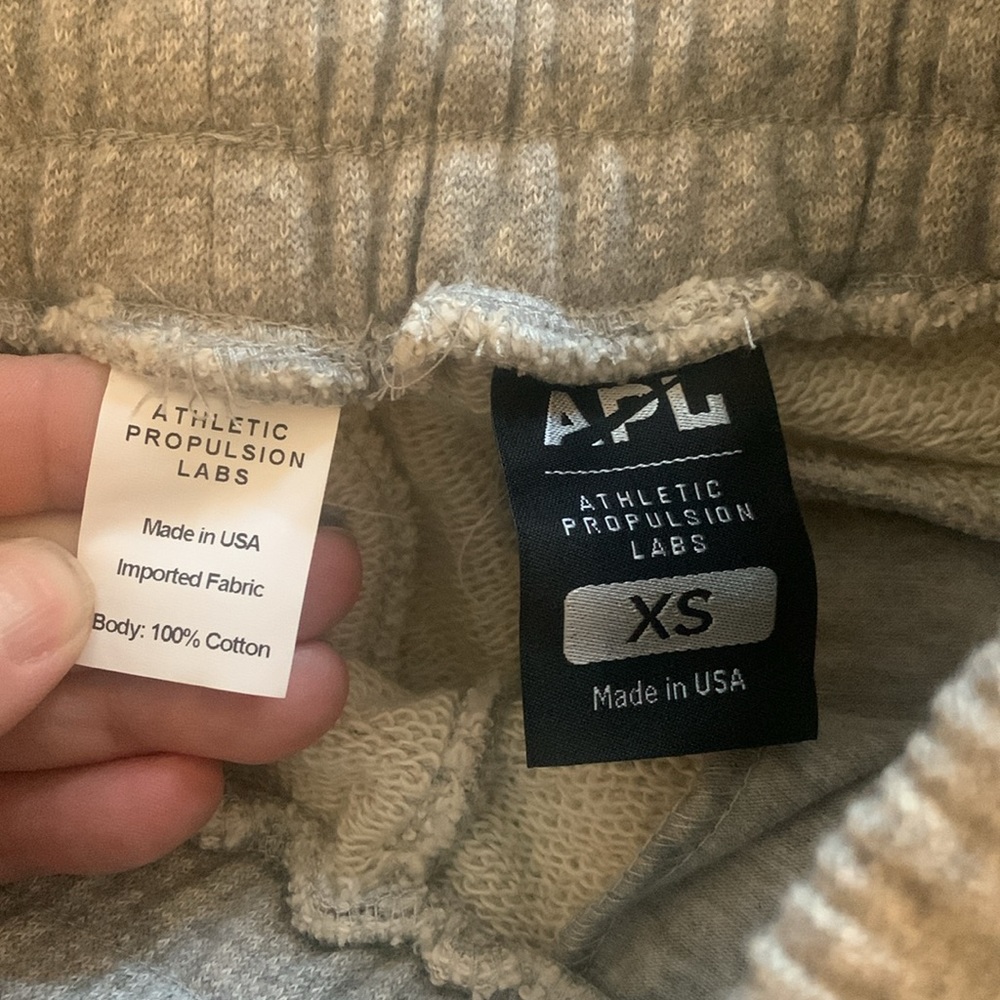 ATHLETIC
PROPULSION
LABS
Made in USA
Imported Fabric
Body: 100% Cotton
APL
ATHLETIC
PROPULSION
LABS
XS
Made in USA